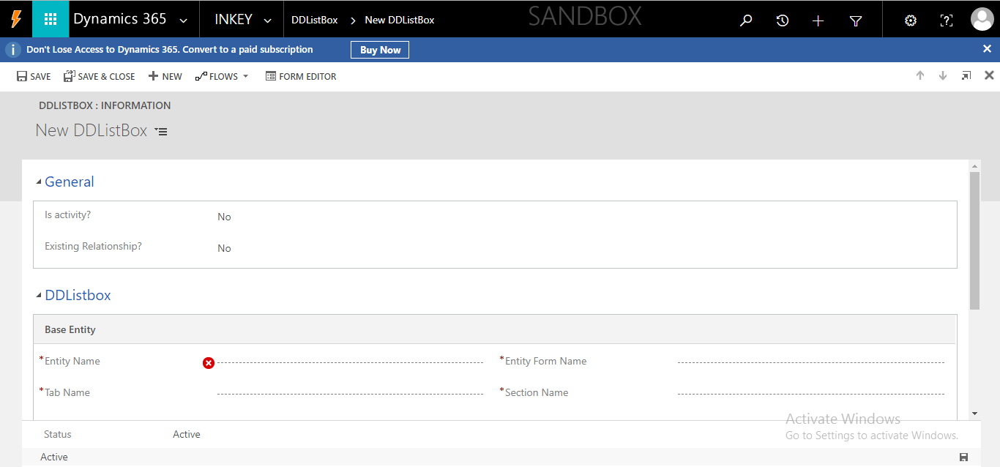 Dynamics 365 INKEY DDListBox > New DDListBox SANDBOX
Don't Lose Access to Dynamics 365. Convert to a paid subscription Buy Now
SAVE SAVE & CLOSE NEW FLOWS FORM EDITOR
DDLISTBOX : INFORMATION
New DDListBox
General
Is activity? No
Existing Relationship? No
DDListbox
Base Entity
*Entity Name *Entity Form Name
*Tab Name *Section Name
Activate Windows
Status Active Go to Settings to activate Windows.
Active